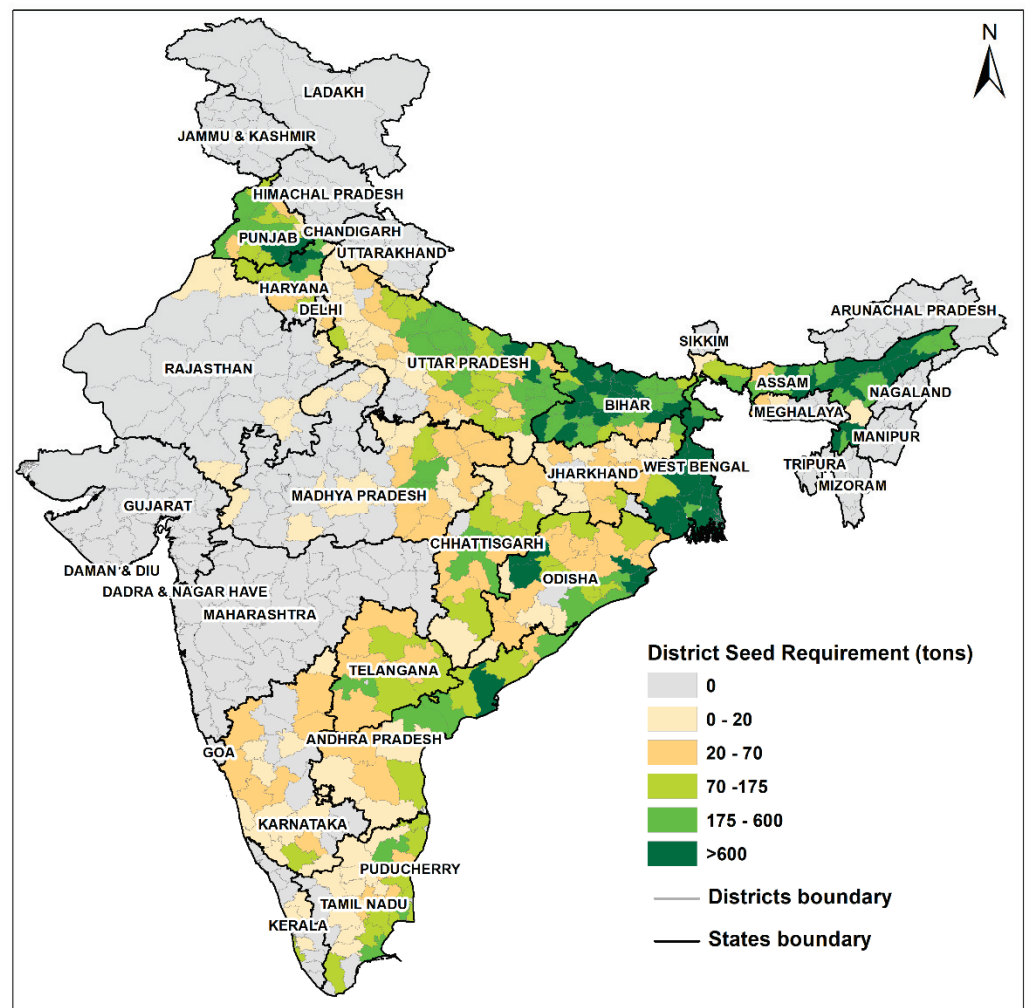 N
LADAKH
JAMMU & KASHMIR
HIMACHAL PRADESH
PUNJAB
CHANDIGARH
UTTARAKHAND
HARYANA
DELHI
ARUNACHAL PRADESH
SIKKIM
RAJASTHAN
UTTAR PRADESH
ASSAM
NAGALAND
BIHAR
MEGHALAYA
MANIPUR
JHARKHAND
WEST BENGAL
TRIPURA
MIZORAM
MADHYA PRADESH
GUJARAT
CHHATTISGARH
DAMAN & DIU
ODISHA
DADRA & NAGAR HAVE
MAHARASHTRA
TELANGANA
GOA
ANDHRA PRADESH
KARNATAKA
PUDUCHERRY
TAMIL NADU
KERALA
District Seed Requirement (tons)
0
0 - 20
20 - 70
70 -175
175 - 600
>600
Districts boundary
States boundary